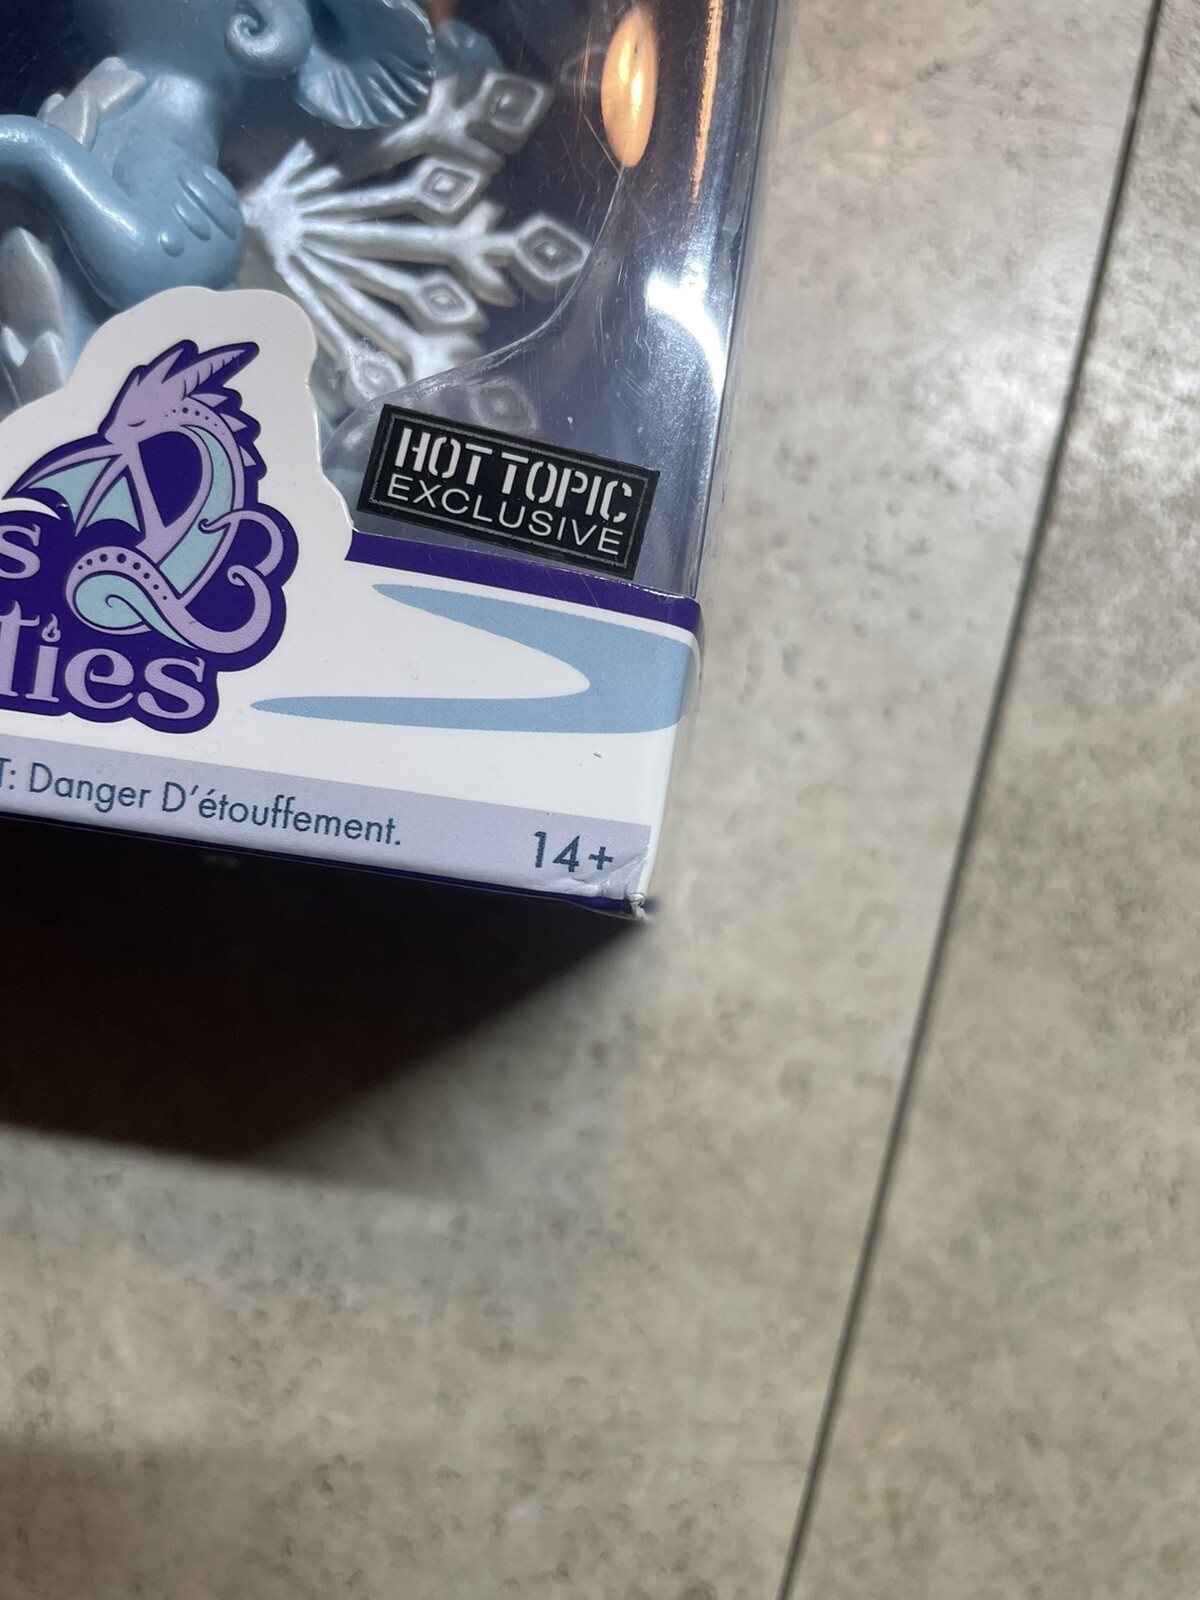 HOT TOPIC
EXCLUSIVE
s
ties
T: Danger D'étouffement.
14+